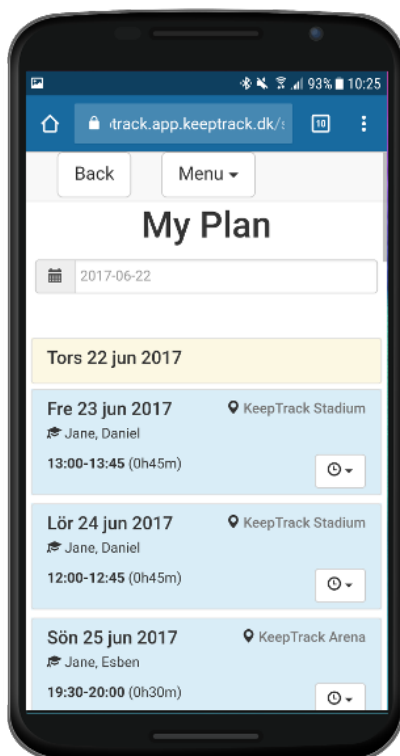 93% 10:25
track.app.keeptrack.dk/
10
Back Menu
My Plan
2017-06-22
Tors 22 jun 2017
Fre 23 jun 2017 KeepTrack Stadium
Jane, Daniel
13:00-13:45 (0h45m)
Lör 24 jun 2017 KeepTrack Stadium
Jane, Daniel
12:00-12:45 (0h45m)
Sön 25 jun 2017 KeepTrack Arena
Jane, Esben
19:30-20:00 (0h30m)